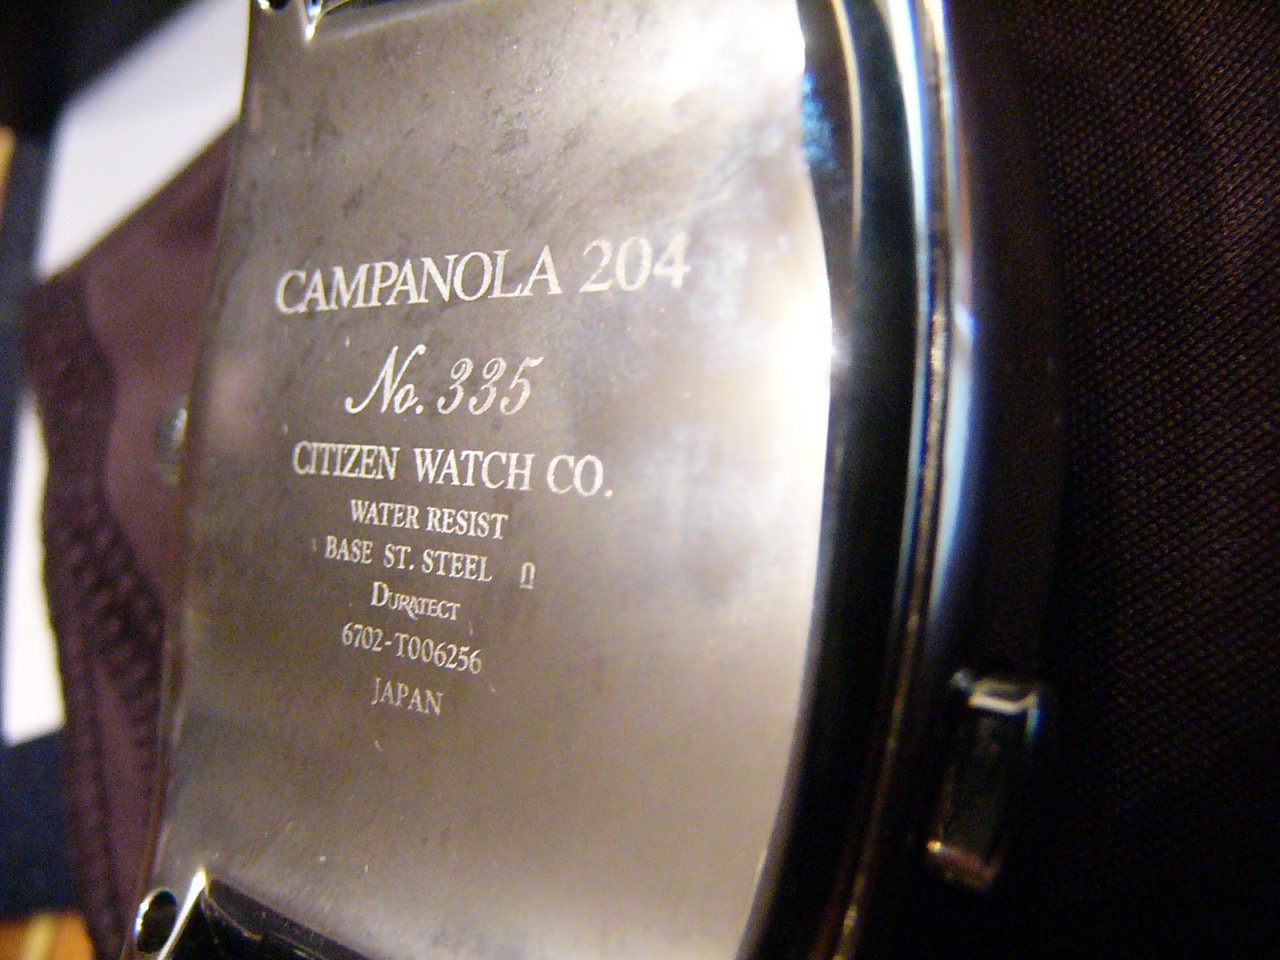 CAMPANOLA 204
No. 335
CITIZEN WATCH CO.
WATER RESIST
BASE ST. STEEL Ω
DURATECT
6702-T006256
JAPAN